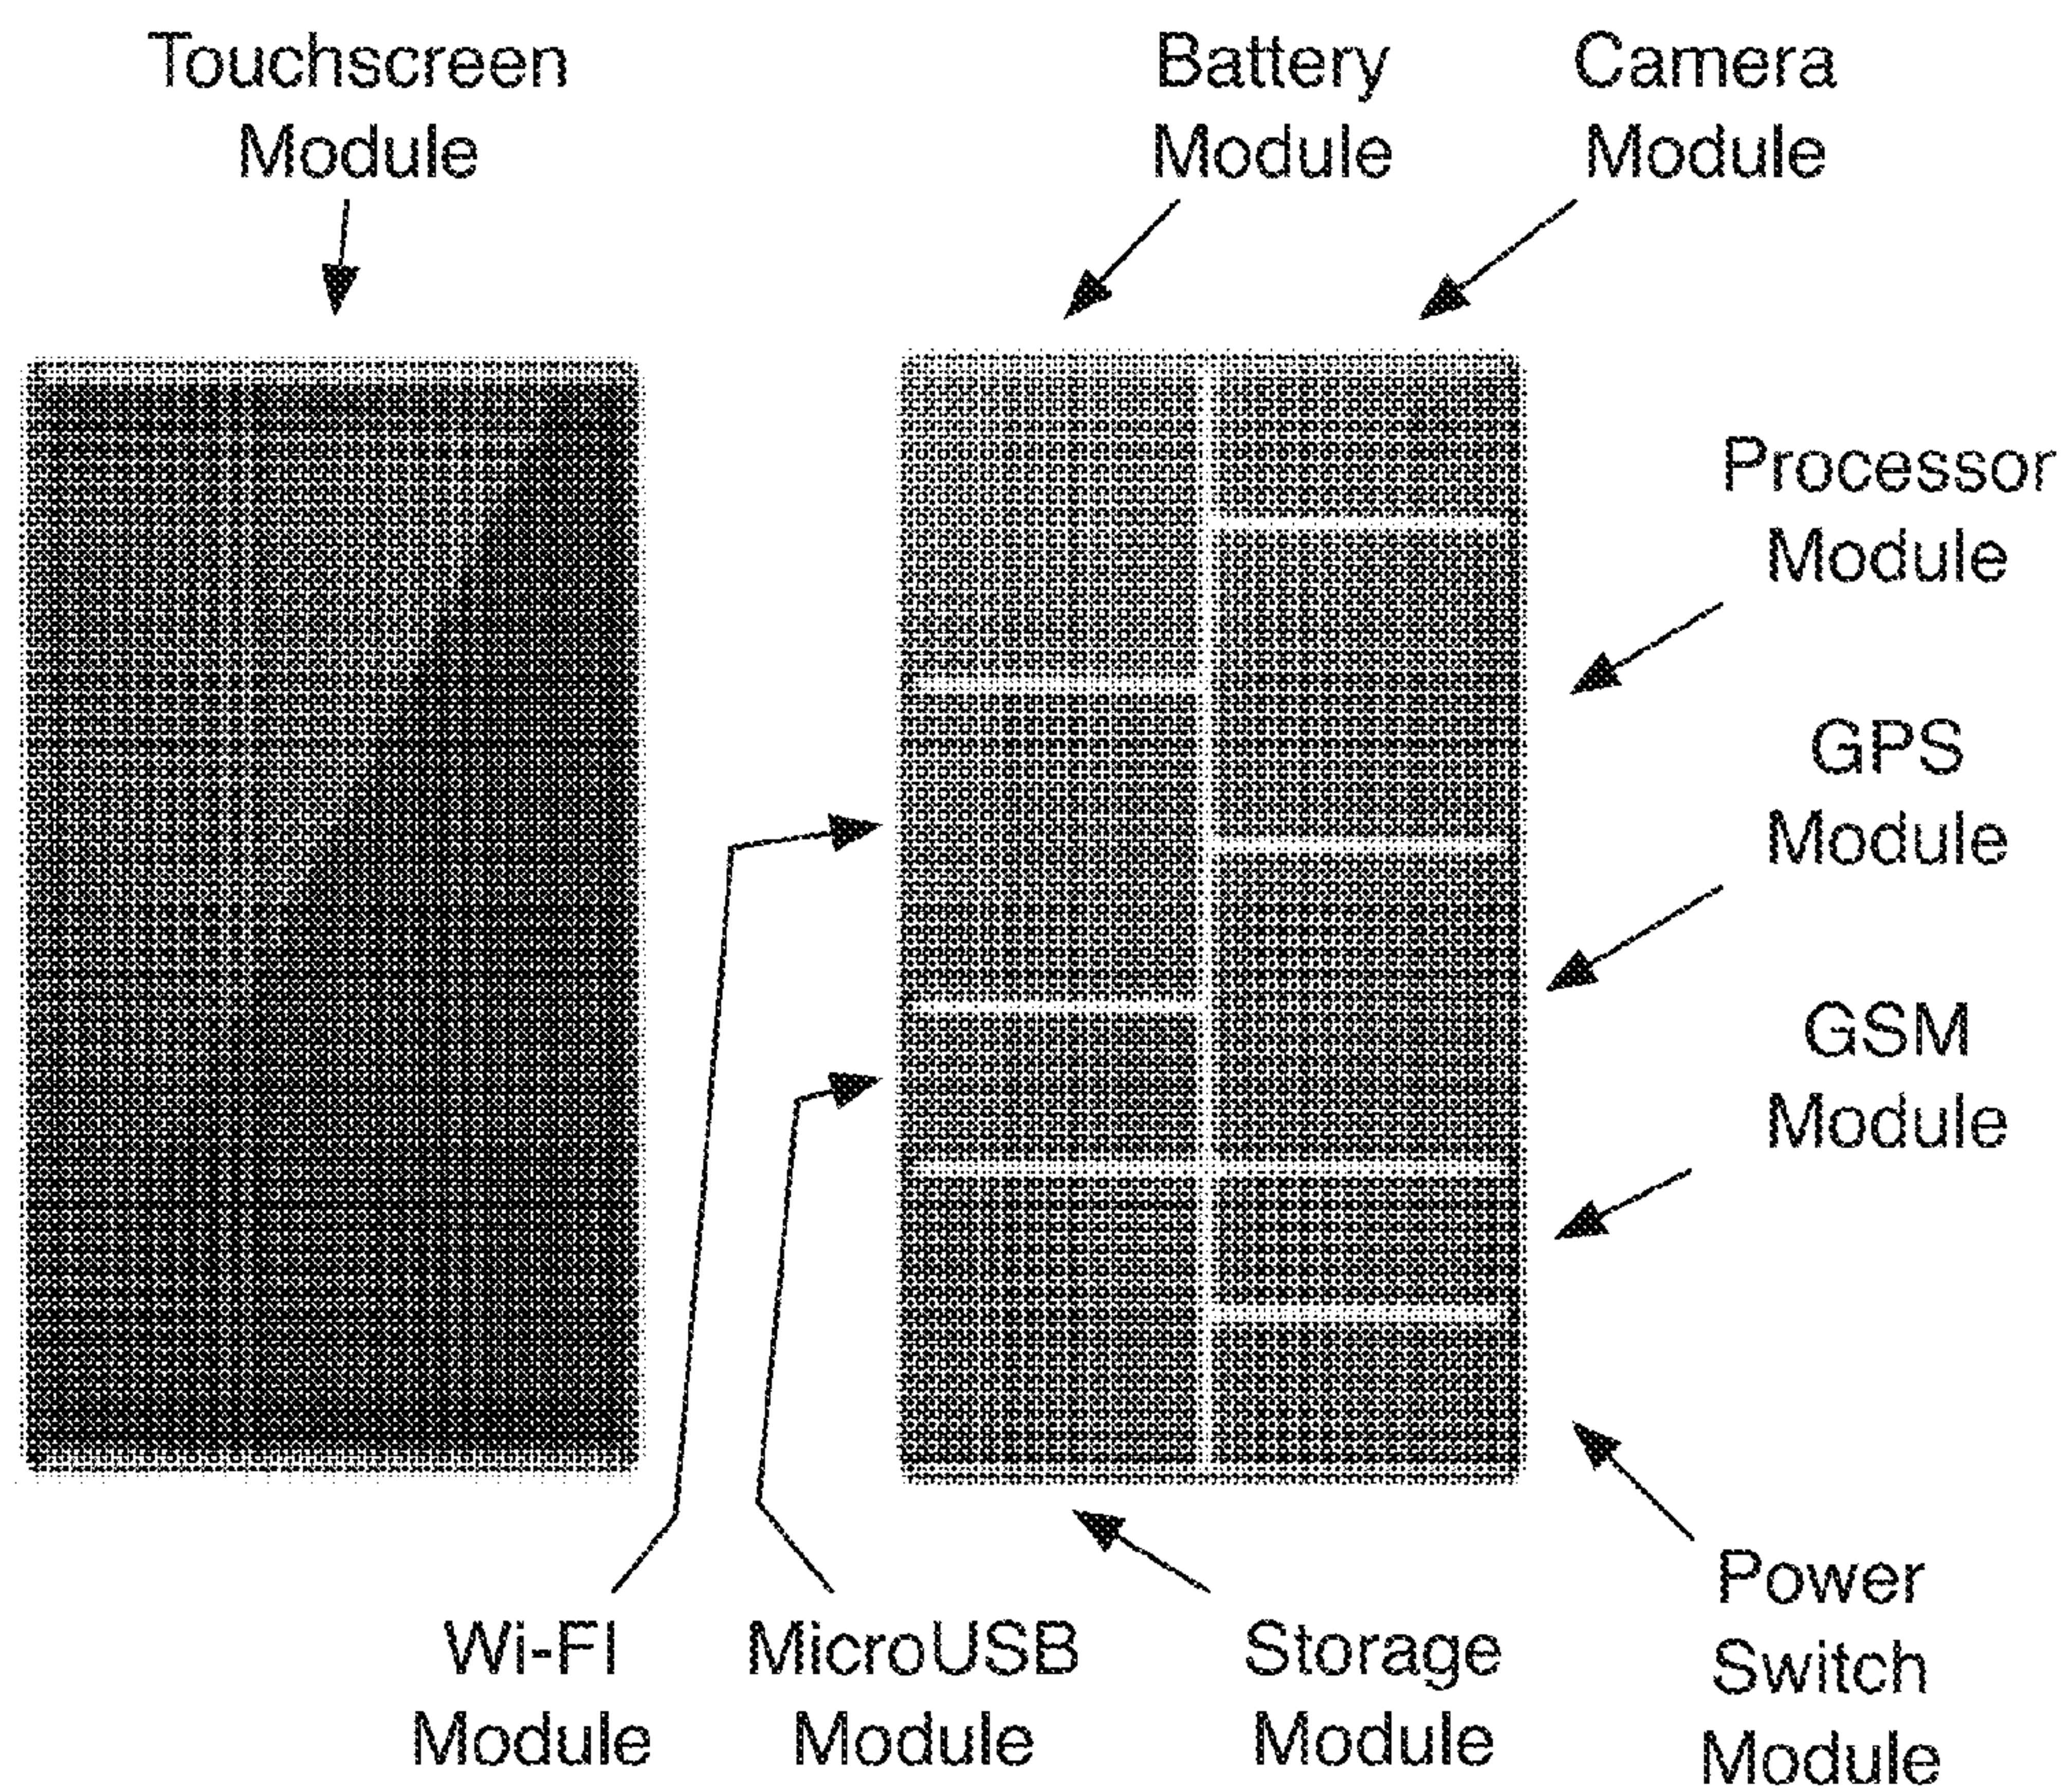 Touchscreen
Module
Battery
Module
Camera
Module
Processor
Module
GPS
Module
GSM
Module
Wi-FI
Module
MicroUSB
Module
Storage
Module
Power
Switch
Module